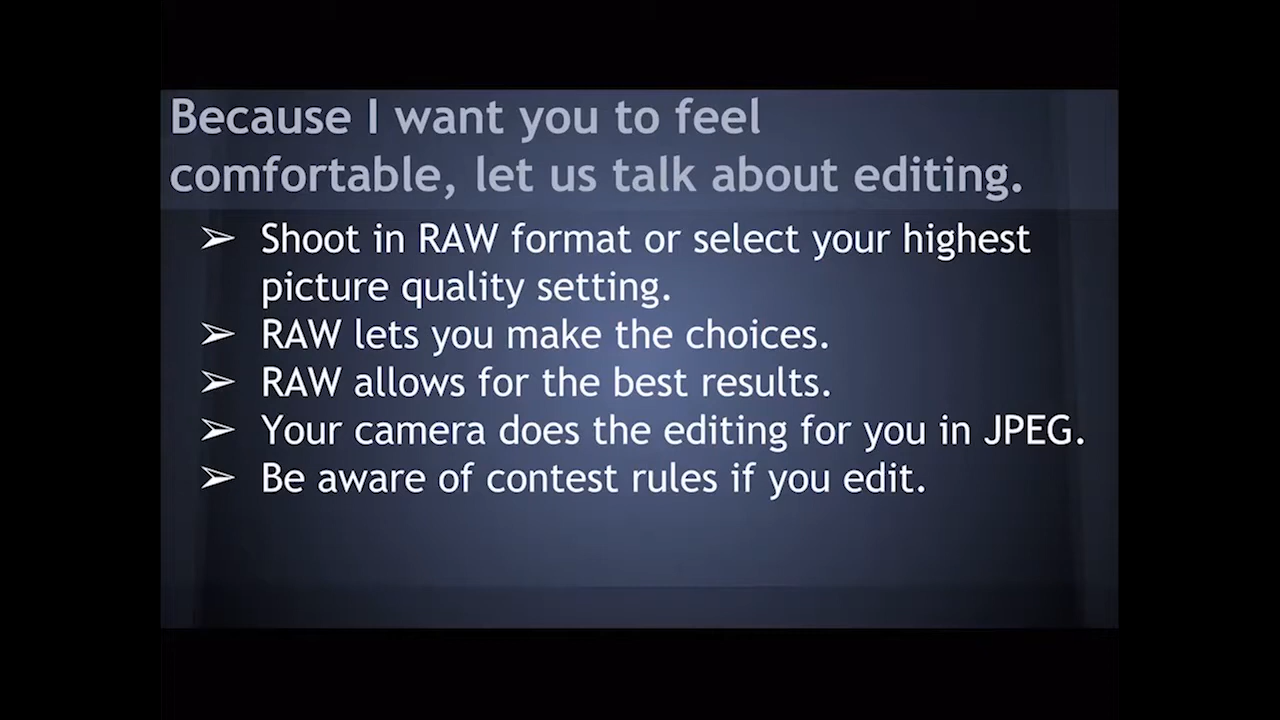 Because I want you to feel
comfortable, let us talk about editing.
➢ Shoot in RAW format or select your highest
picture quality setting.
➢ RAW lets you make the choices.
➢ RAW allows for the best results.
➢ Your camera does the editing for you in JPEG.
➢ Be aware of contest rules if you edit.